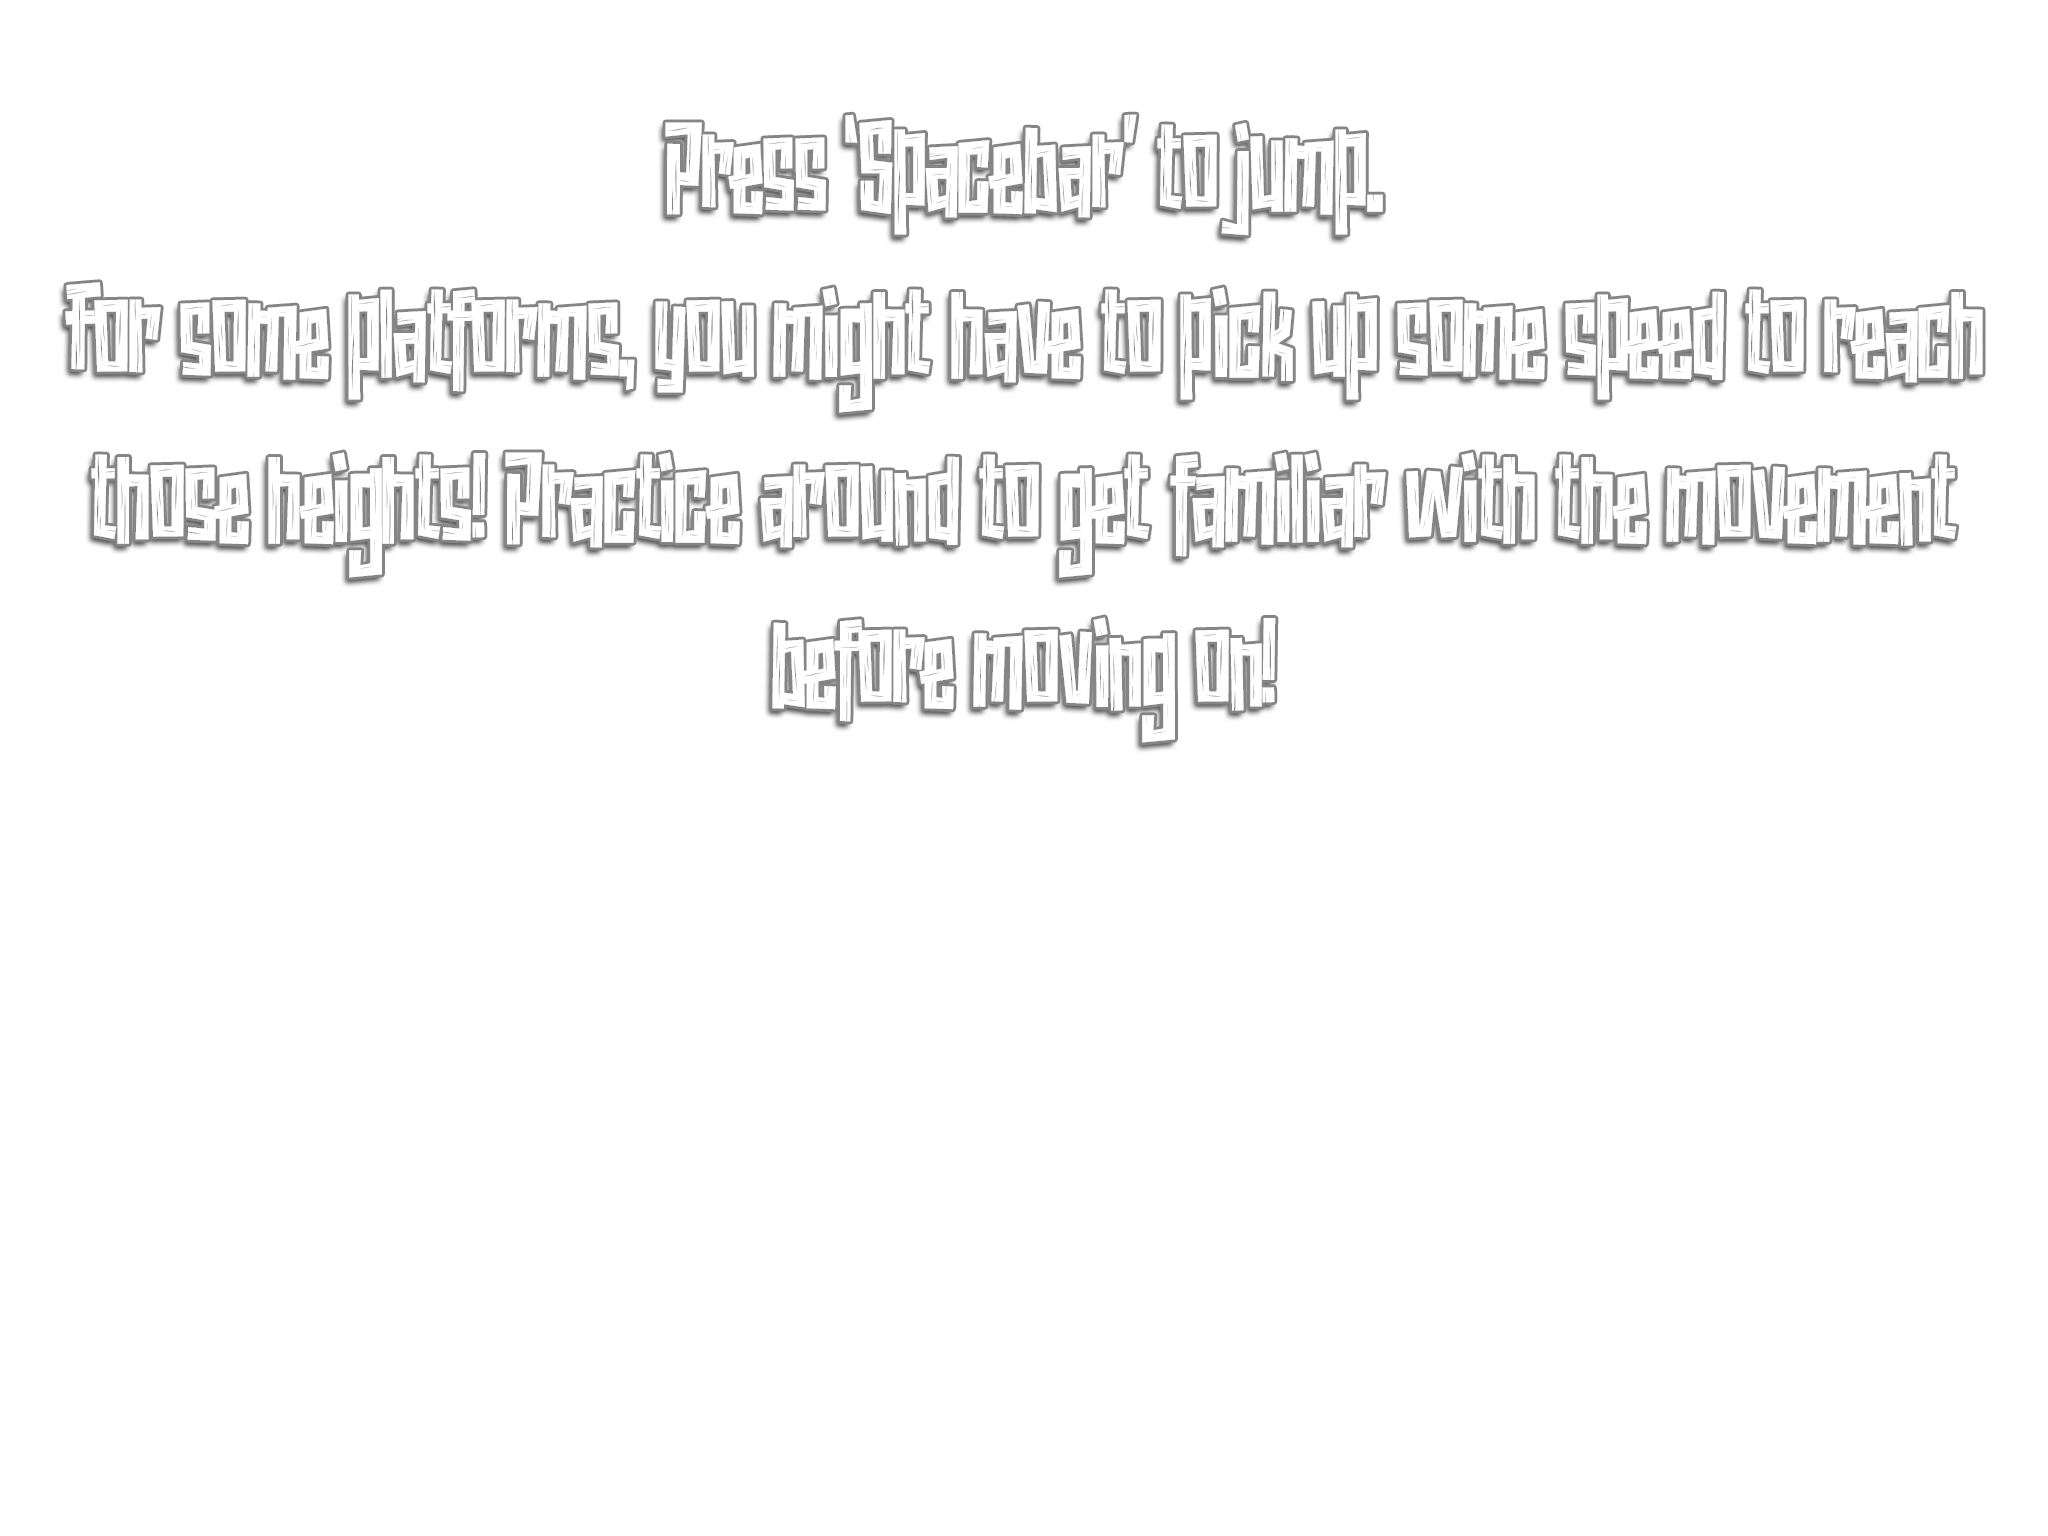 Press 'Spacebar' to jump.
For some platforms, you might have to pick up some speed to reach
those heights! Practice around to get familiar with the movement
before moving on!